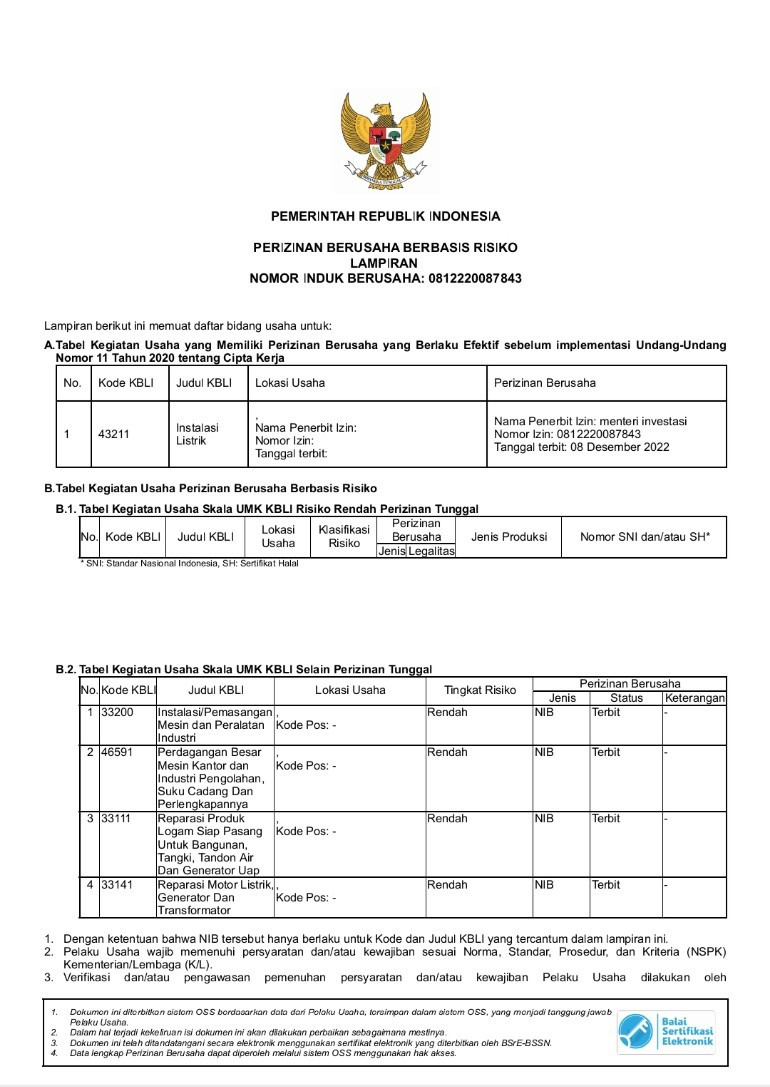 PEMERINTAH REPUBLIK INDONESIA
PERIZINAN BERUSAHA BERBASIS RISIKO
LAMPIRAN
NOMOR INDUK BERUSAHA: 0812220087843
Lampiran berikut ini memuat daftar bidang usaha untuk:
A.Tabel Kegiatan Usaha yang Memiliki Perizinan Berusaha yang Berlaku Efektif sebelum implementasi Undang-Undang
Nomor 11 Tahun 2020 tentang Cipta Kerja
No. Kode KBLI Judul KBLI Lokasi Usaha Perizinan Berusaha
1 43211 Instalasi Listrik
,
Nama Penerbit Izin:
Nomor Izin:
Tanggal terbit:
Nama Penerbit Izin: menteri investasi
Nomor Izin: 0812220087843
Tanggal terbit: 08 Desember 2022
B.Tabel Kegiatan Usaha Perizinan Berusaha Berbasis Risiko
B.1. Tabel Kegiatan Usaha Skala UMK KBLI Risiko Rendah Perizinan Tunggal
No. Kode KBLI Judul KBLI Lokasi Usaha Klasifikasi Risiko Perizinan Berusaha Jenis Produksi Nomor SNI dan/atau SH*
Jenis Legalitas
* SNI: Standar Nasional Indonesia, SH: Sertifikat Halal
B.2. Tabel Kegiatan Usaha Skala UMK KBLI Selain Perizinan Tunggal
No. Kode KBLI Judul KBLI Lokasi Usaha Tingkat Risiko Perizinan Berusaha
Jenis Status Keterangan
1 33200 Instalasi/Pemasangan , Rendah NIB Terbit -
Mesin dan Peralatan Kode Pos: -
Industri
2 46591 Perdagangan Besar , Rendah NIB Terbit -
Mesin Kantor dan Kode Pos: -
Industri Pengolahan,
Suku Cadang Dan
Perlengkapannya
3 33111 Reparasi Produk , Rendah NIB Terbit -
Logam Siap Pasang Kode Pos: -
Untuk Bangunan,
Tangki, Tandon Air
Dan Generator Uap
4 33141 Reparasi Motor Listrik, , Rendah NIB Terbit -
Generator Dan Kode Pos: -
Transformator
1. Dengan ketentuan bahwa NIB tersebut hanya berlaku untuk Kode dan Judul KBLI yang tercantum dalam lampiran ini.
2. Pelaku Usaha wajib memenuhi persyaratan dan/atau kewajiban sesuai Norma, Standar, Prosedur, dan Kriteria (NSPK)
Kementerian/Lembaga (K/L).
3. Verifikasi dan/atau pengawasan pemenuhan persyaratan dan/atau kewajiban Pelaku Usaha dilakukan oleh
1. Dokumen ini diterbitkan sistem OSS berdasarkan data dari Pelaku Usaha, tersimpan dalam sistem OSS, yang menjadi tanggung jawab
Pelaku Usaha.
2. Dalam hal terjadi kekeliruan isi dokumen ini akan dilakukan perbaikan sebagaimana mestinya.
3. Dokumen ini telah ditandatangani secara elektronik menggunakan sertifikat elektronik yang diterbitkan oleh BSrE-BSSN.
4. Data lengkap Perizinan Berusaha dapat diperoleh melalui sistem OSS menggunakan hak akses.
Balai
Sertifikasi
Elektronik